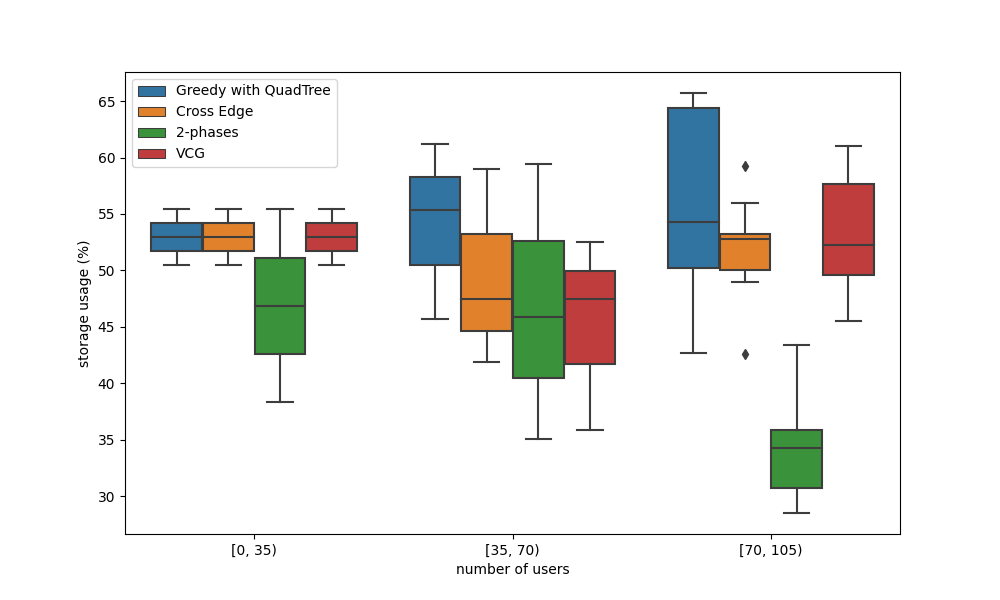 Greedy with QuadTree
Cross Edge
2-phases
VCG
storage usage (%)
65
60
55
50
45
40
35
30
[0, 35)
[35, 70)
[70, 105)
number of users